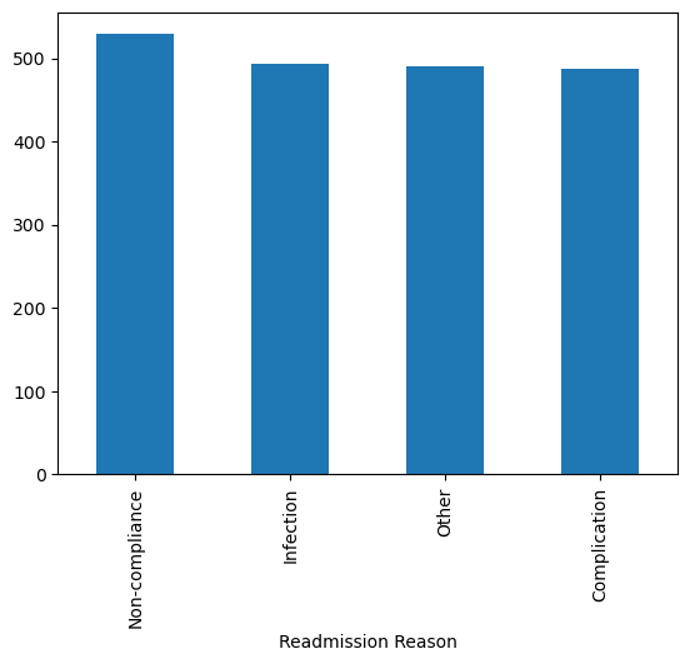 500
400
300
200
100
0
Non-compliance
Infection
Other
Complication
Readmission Reason